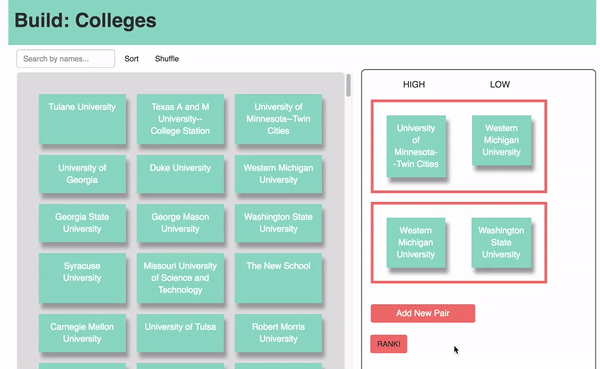 Build: Colleges
Search by names...
Sort
Shuffle
Tulane University
Texas A and M
University--
College Station
University of
Minnesota--Twin
Cities
University of
Georgia
Duke University
Western Michigan
University
Georgia State
University
George Mason
University
Washington State
University
Syracuse
University
Missouri University
of Science and
Technology
The New School
Carnegie Mellon
University
University of Tulsa
Robert Morris
University
HIGH
LOW
University
of
Minnesota-
-Twin Cities
Western
Michigan
University
Western
Michigan
University
Washington
State
University
Add New Pair
RANK!